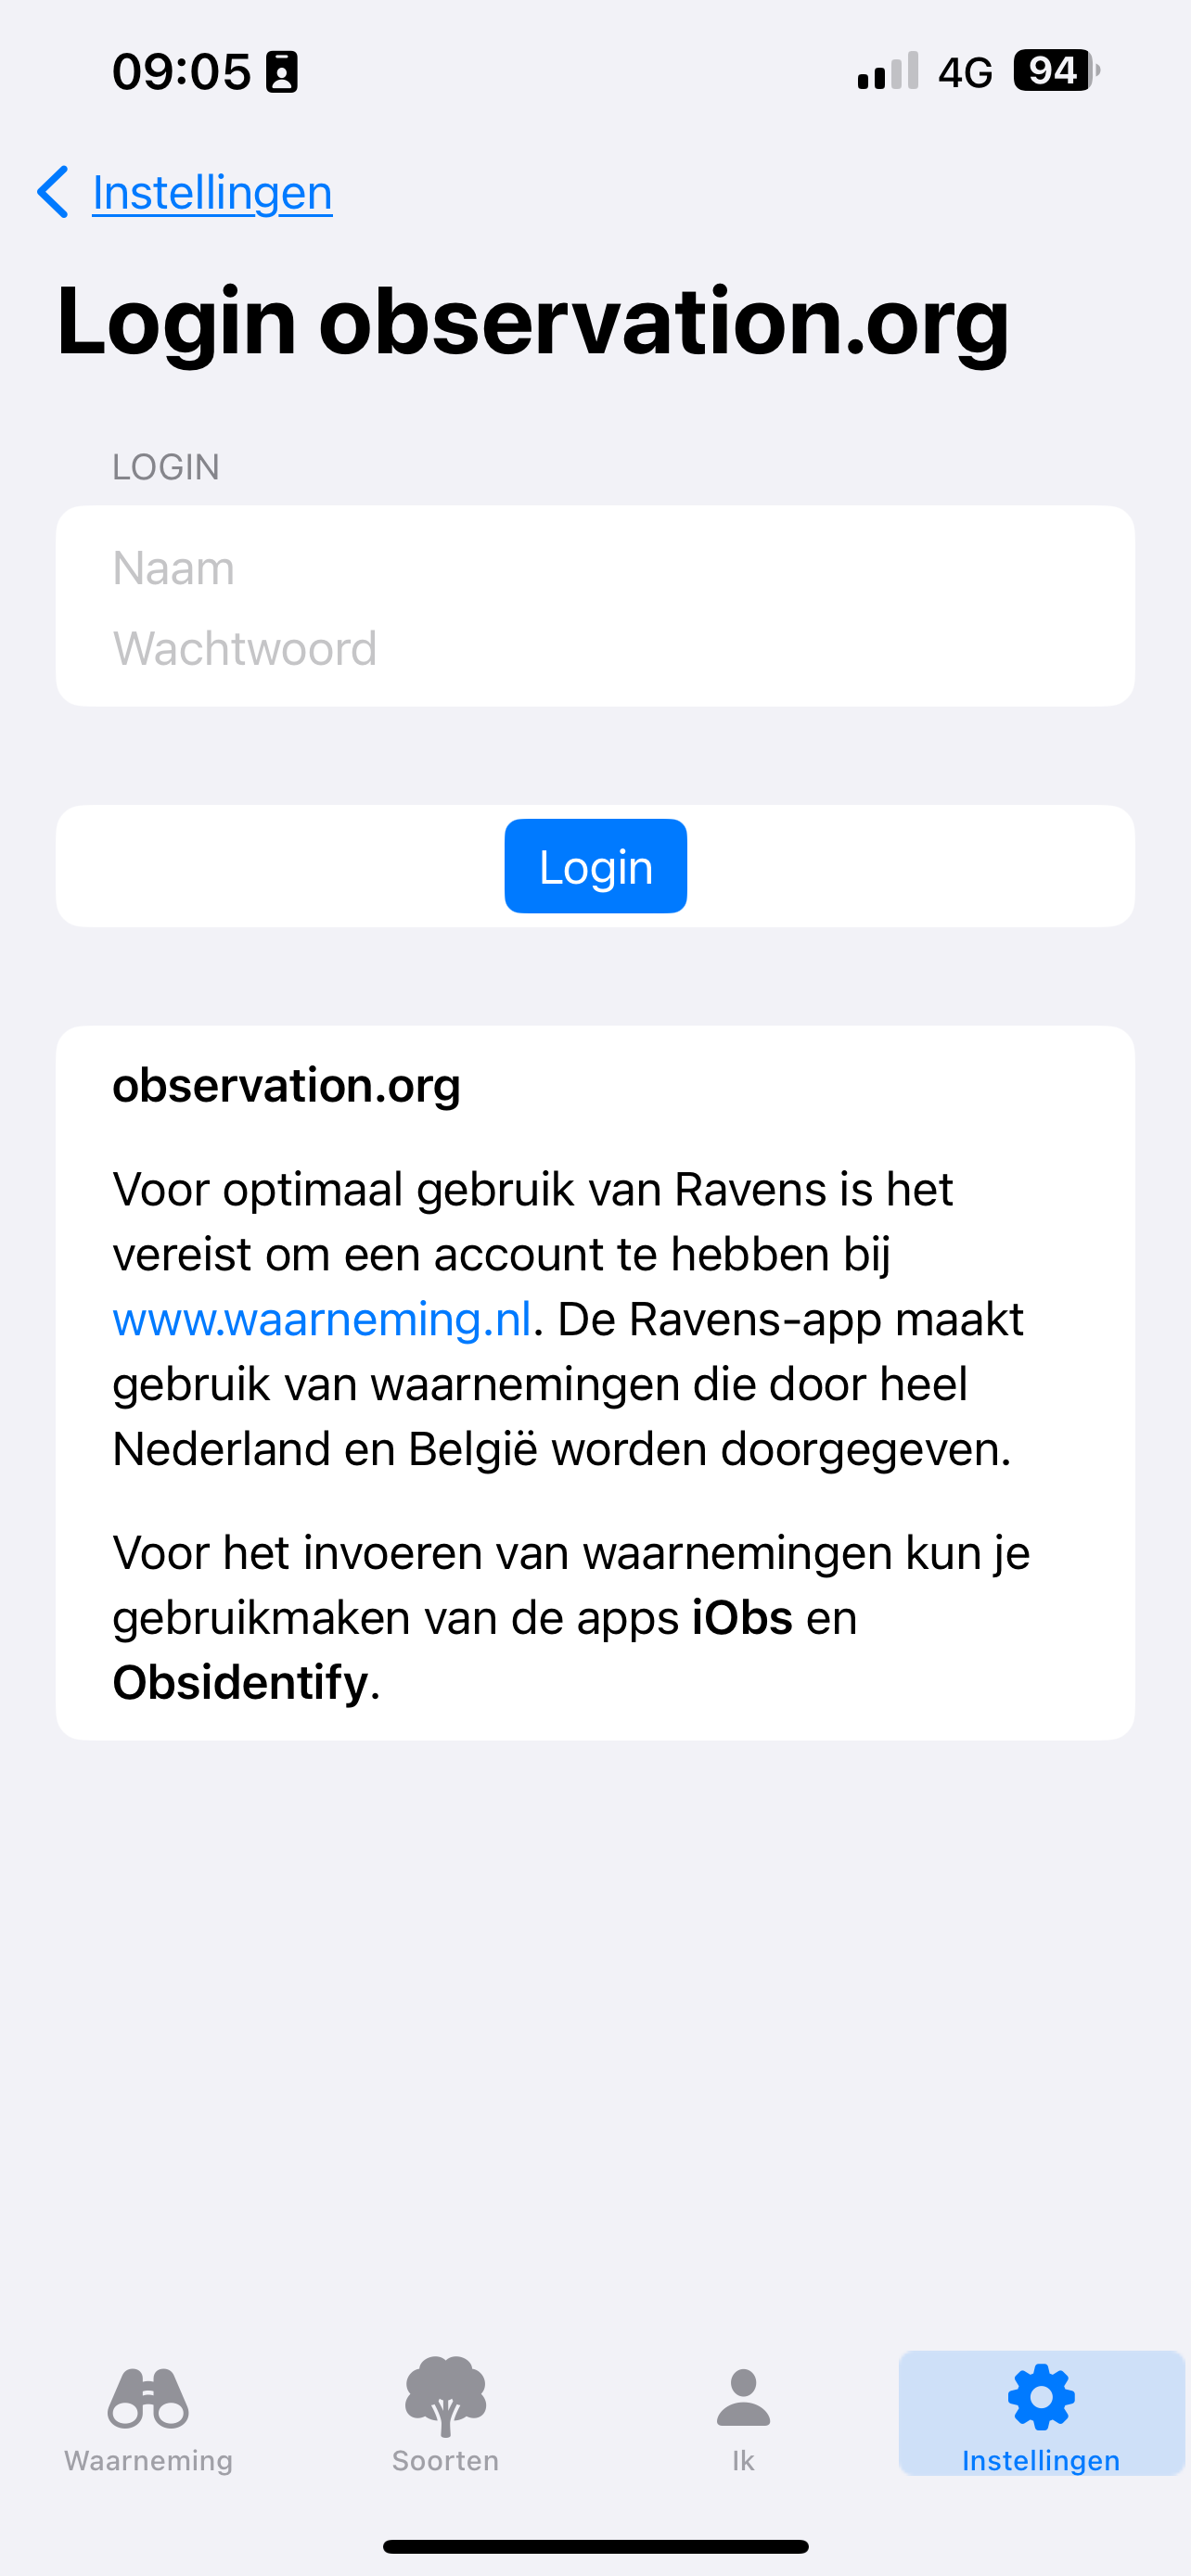 09:05
4G
94
Instellingen
Login observation.org
LOGIN
Naam
Wachtwoord
Login
observation.org
Voor optimaal gebruik van Ravens is het
vereist om een account te hebben bij
www.waarneming.nl. De Ravens-app maakt
gebruik van waarnemingen die door heel
Nederland en België worden doorgegeven.
Voor het invoeren van waarnemingen kun je
gebruikmaken van de apps iObs en
Obsidentify.
Waarneming
Soorten
Ik
Instellingen